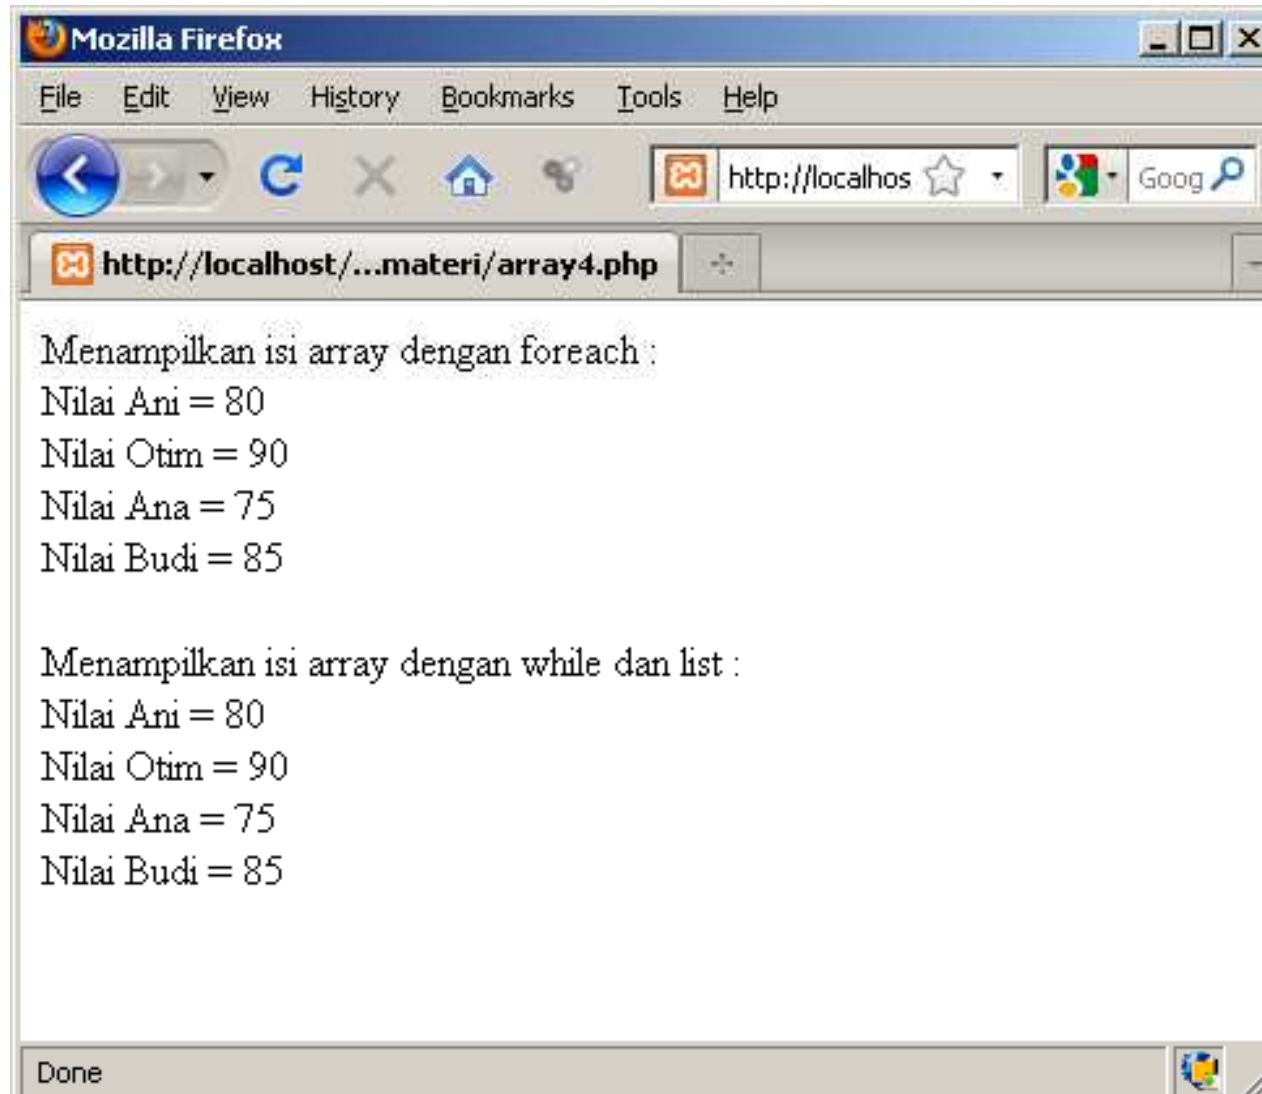 Mozilla Firefox
File Edit View History Bookmarks Tools Help
http://localhos Goog
http://localhost/...materi/array4.php
Menampilkan isi array dengan foreach :
Nilai Ani = 80
Nilai Otim = 90
Nilai Ana = 75
Nilai Budi = 85
Menampilkan isi array dengan while dan list :
Nilai Ani = 80
Nilai Otim = 90
Nilai Ana = 75
Nilai Budi = 85
Done